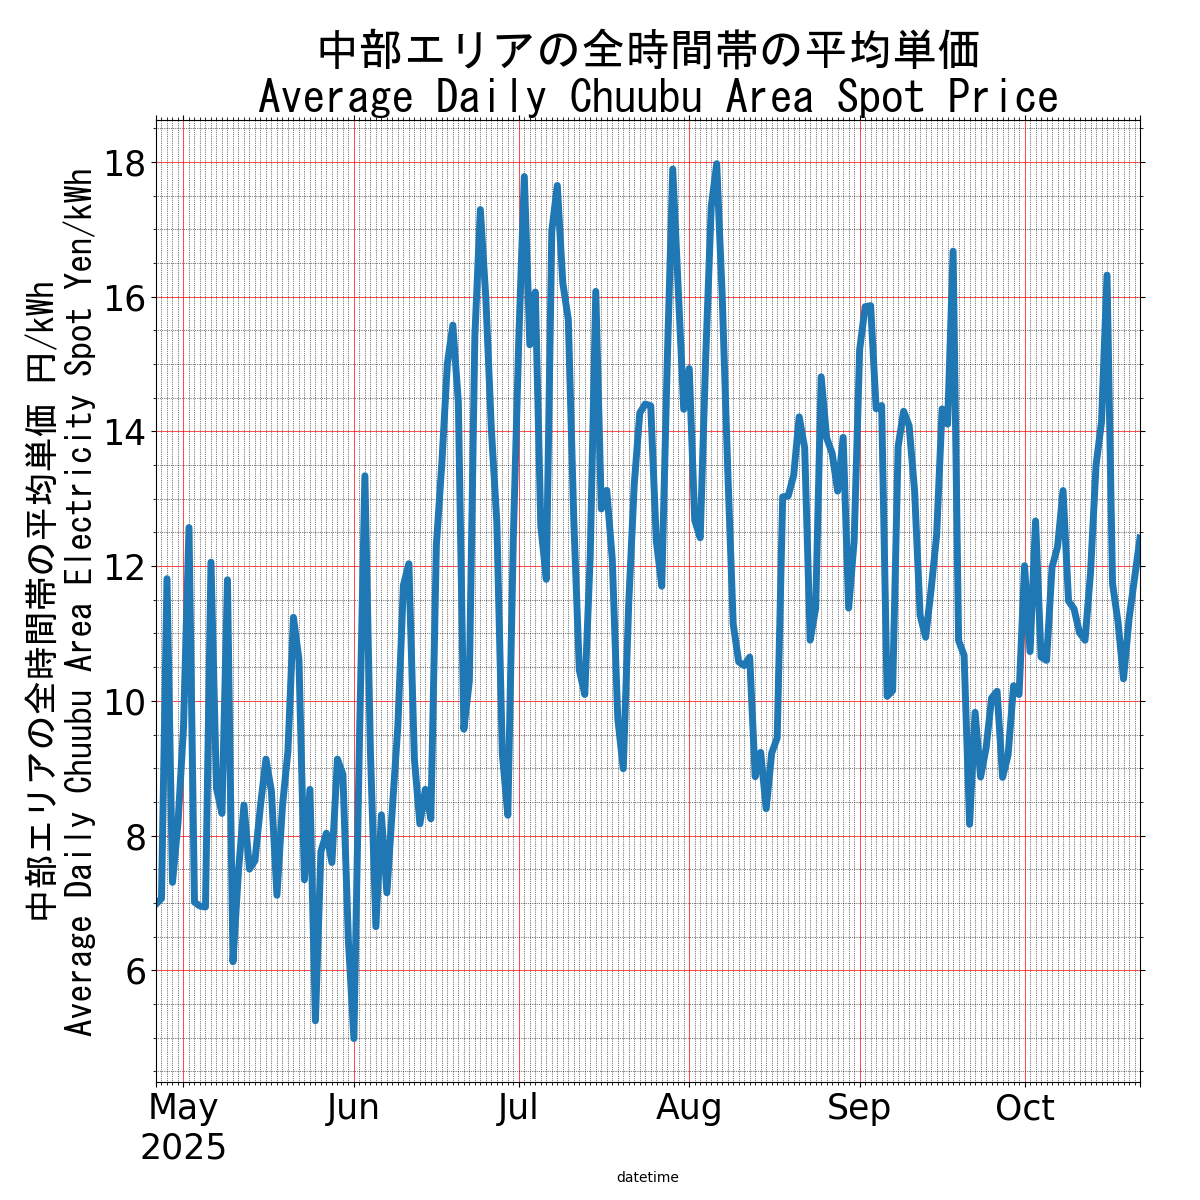 中部エリアの全時間帯の平均単価
Average Daily Chuubu Area Spot Price
中部エリアの全時間帯の平均単価 円/kWh
Average Daily Chuubu Area Electricity Spot Yen/kWh
18
16
14
12
10
8
6
May Jun Jul Aug Sep Oct
2025
datetime